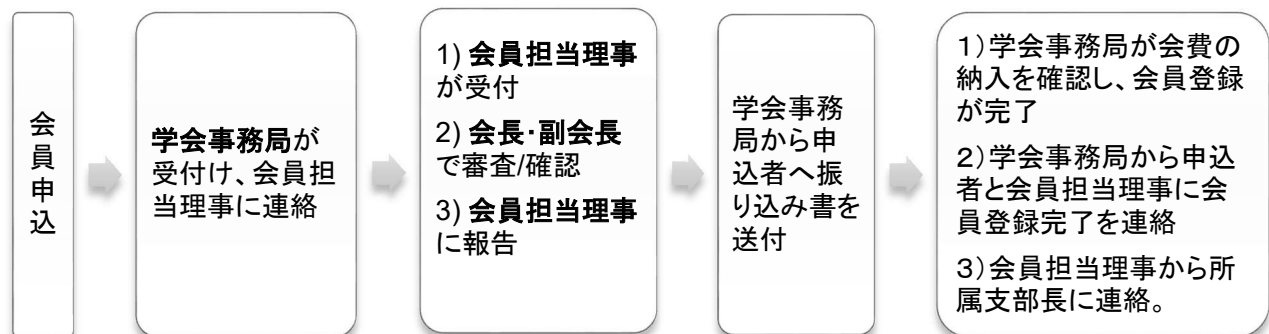 会員申込
学会事務局が
受付け、会員担
当理事に連絡
1) 会員担当理事
が受付
2) 会長・副会長
で審査/確認
3) 会員担当理事
に報告
学会事務
局から申
込者へ振
り込み書を
送付
１）学会事務局が会費の
納入を確認し、会員登録
が完了
２）学会事務局から申込
者と会員担当理事に会
員登録完了を連絡
３）会員担当理事から所
属支部長に連絡。